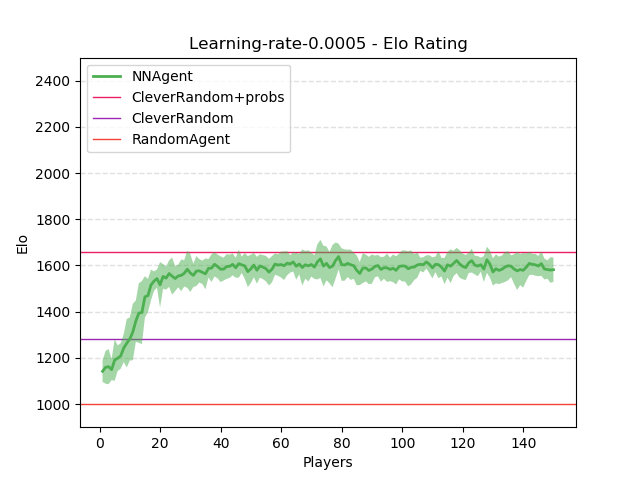 Learning-rate-0.0005 - Elo Rating
NNAgent
CleverRandom+probs
CleverRandom
RandomAgent
2400
2200
2000
1800
1600
1400
1200
1000
Elo
0 20 40 60 80 100 120 140
Players